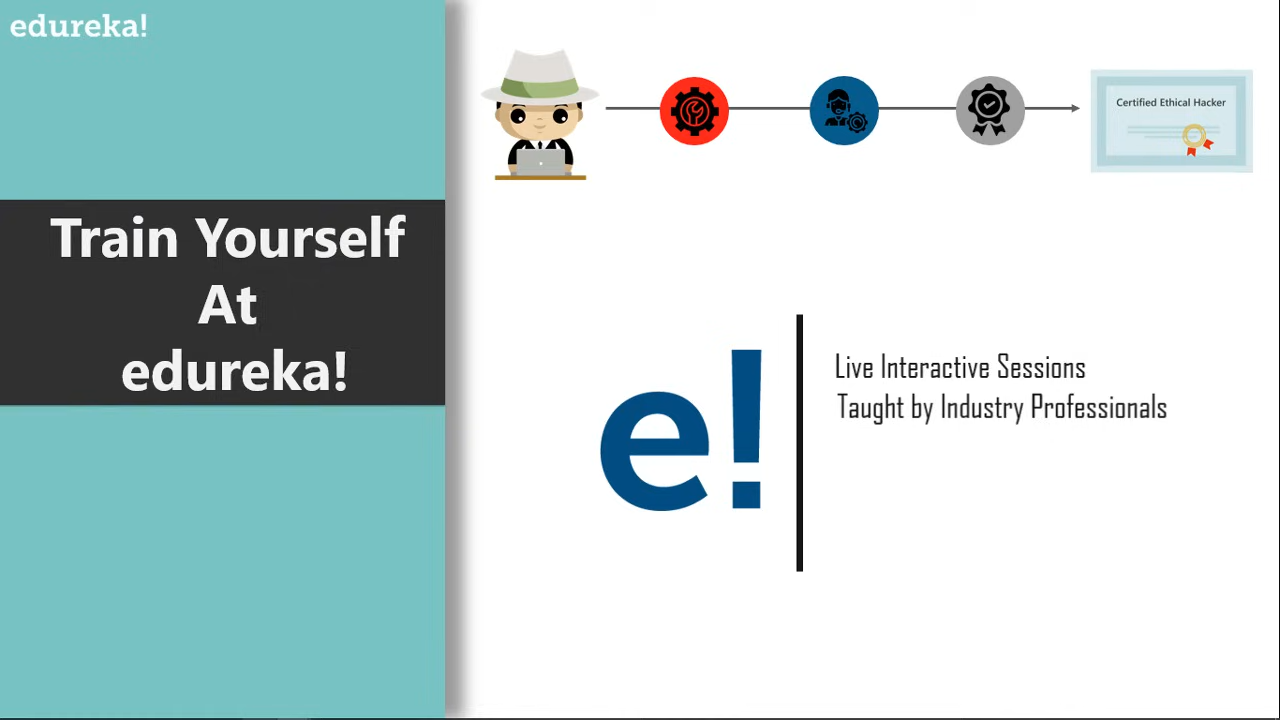 edureka!
Train Yourself
At
edureka!
Certified Ethical Hacker
e!
Live Interactive Sessions
Taught by Industry Professionals